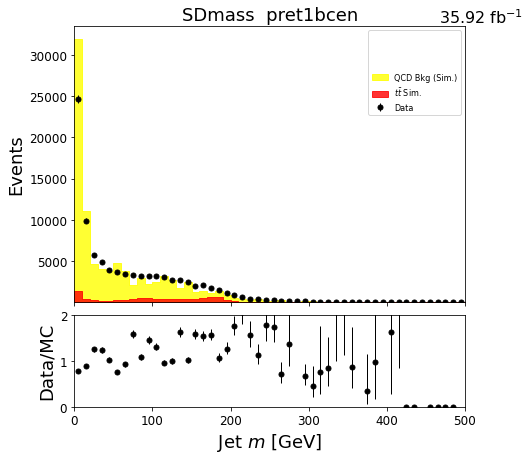 SDmass pret1bcen
35.92 fb⁻¹
QCD Bkg (Sim.)
tt̄ Sim.
Data
Events
30000
25000
20000
15000
10000
5000
Data/MC
2
1
0
0 100 200 300 400 500
Jet m [GeV]